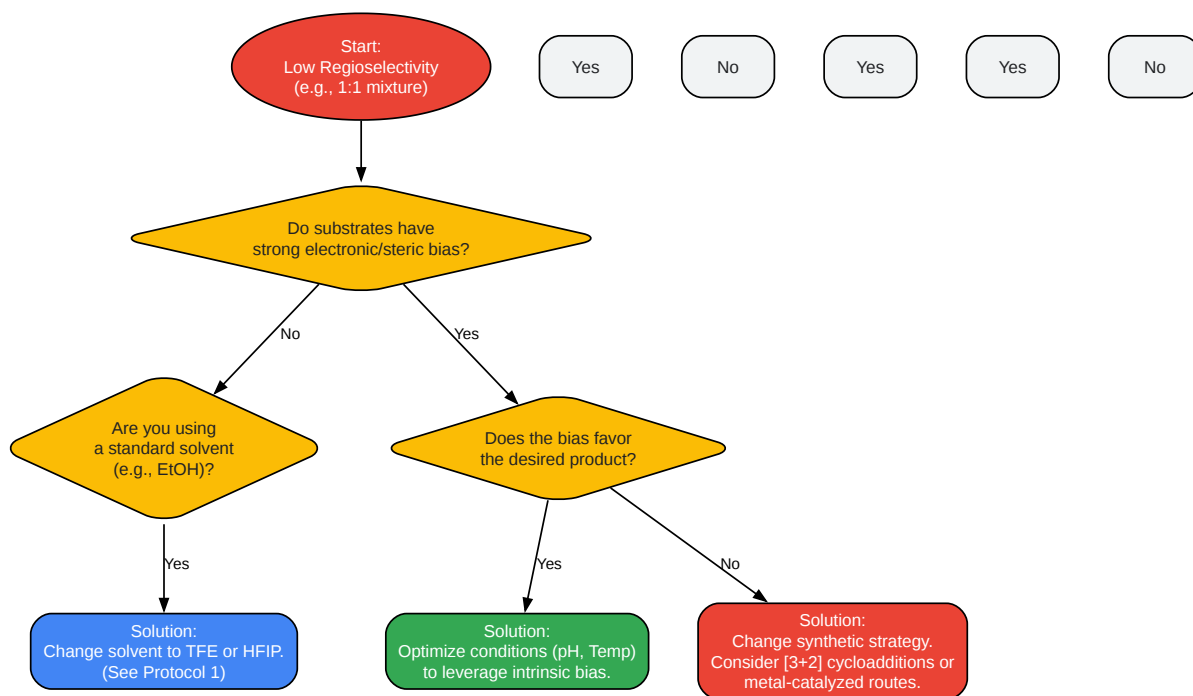 Start:
Low Regioselectivity
(e.g., 1:1 mixture)
Yes
No
Yes
Yes
No
Do substrates have
strong electronic/steric bias?
No
Yes
Are you using
a standard solvent
(e.g., EtOH)?
Does the bias favor
the desired product?
Yes
Yes
No
Solution:
Change solvent to TFE or HFIP.
(See Protocol 1)
Solution:
Optimize conditions (pH, Temp)
to leverage intrinsic bias.
Solution:
Change synthetic strategy.
Consider [3+2] cycloadditions or
metal-catalyzed routes.